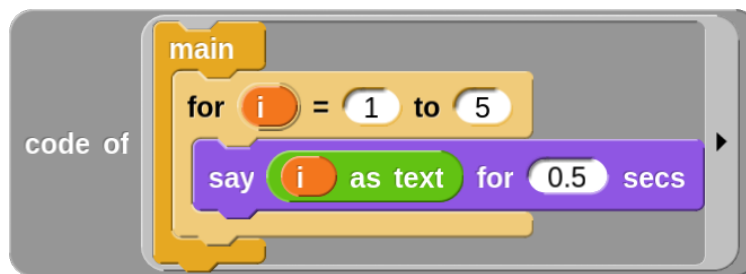 main
for i = 1 to 5
code of
say i as text for 0.5 secs